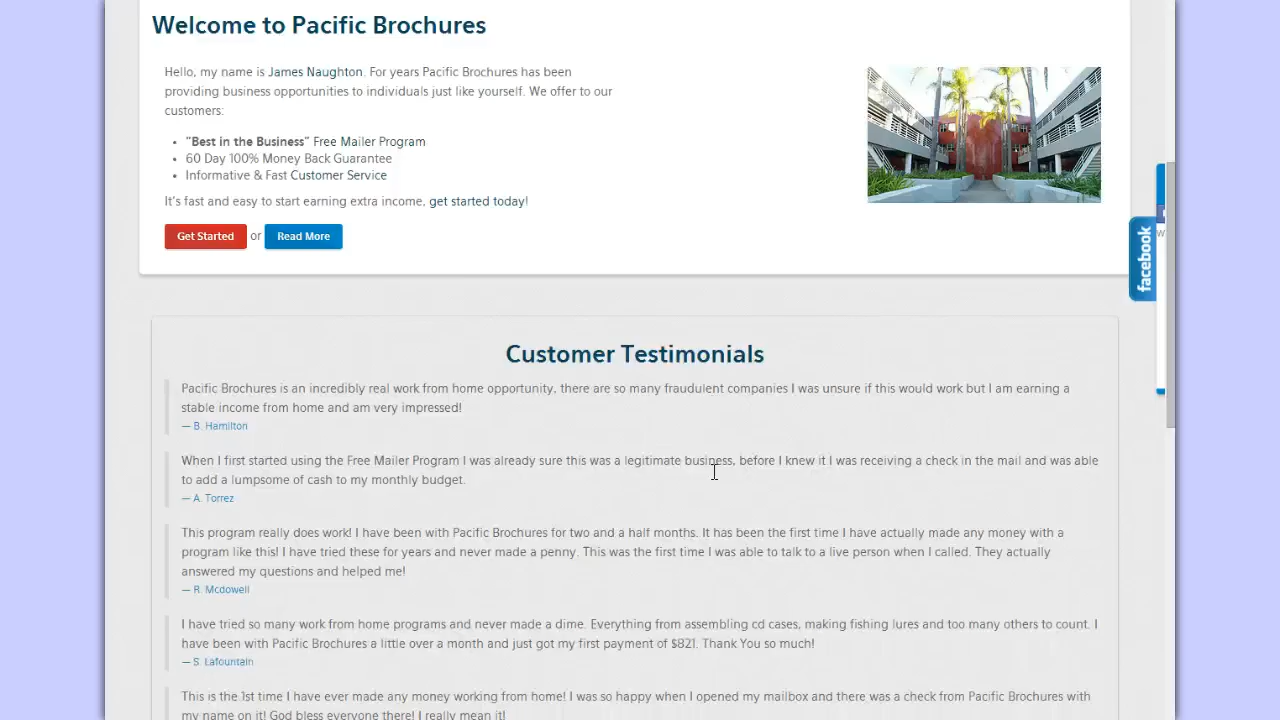 Welcome to Pacific Brochures
Hello, my name is James Naughton. For years Pacific Brochures has been
providing business opportunities to individuals just like yourself. We offer to our
customers:
• "Best in the Business" Free Mailer Program
• 60 Day 100% Money Back Guarantee
• Informative & Fast Customer Service
It's fast and easy to start earning extra income, get started today!
Get Started or Read More
facebook
Customer Testimonials
Pacific Brochures is an incredibly real work from home opportunity, there are so many fraudulent companies I was unsure if this would work but I am earning a
stable income from home and am very impressed!
— B. Hamilton
When I first started using the Free Mailer Program I was already sure this was a legitimate business, before I knew it I was receiving a check in the mail and was able
to add a lumpsome of cash to my monthly budget.
— A. Torrez
This program really does work! I have been with Pacific Brochures for two and a half months. It has been the first time I have actually made any money with a
program like this! I have tried these for years and never made a penny. This was the first time I was able to talk to a live person when I called. They actually
answered my questions and helped me!
— R. Mcdowell
I have tried so many work from home programs and never made a dime. Everything from assembling cd cases, making fishing lures and too many others to count. I
have been with Pacific Brochures a little over a month and just got my first payment of $821. Thank You so much!
— S. Lafountain
This is the 1st time I have ever made any money working from home! I was so happy when I opened my mailbox and there was a check from Pacific Brochures with
my name on it! God bless everyone there! I really mean it!